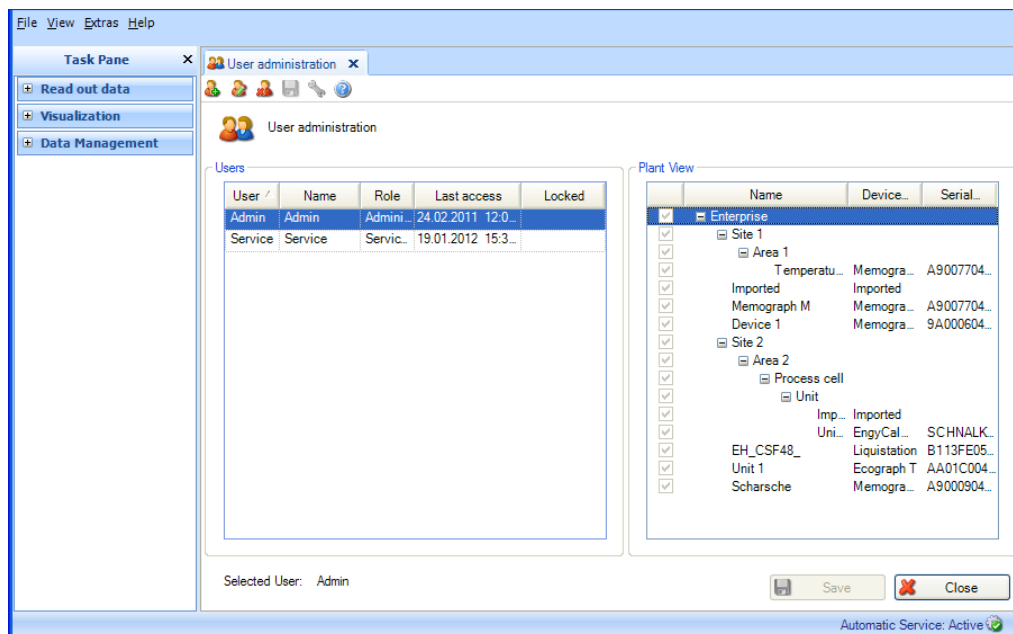 File View Extras Help
Task Pane
Read out data
Visualization
Data Management
User administration
User administration
Users
User Name Role Last access Locked
Admin Admin Admini... 24.02.2011 12:0...
Service Service Servic... 19.01.2012 15:3...
Plant View
Name Device... Serial...
Enterprise
Site 1
Area 1
Temperatu... Memogra... A9007704...
Imported Imported
Memograph M Memogra... A9007704...
Device 1 Memogra... 9A000604...
Site 2
Area 2
Process cell
Unit
Imp... Imported
Uni... EngyCal... SCHNALK...
EH_CSF48_ Liquistation B113FE05...
Unit 1 Ecograph T AA01C004...
Scharsche Memogra... A9000904...
Selected User: Admin
Save Close
Automatic Service: Active